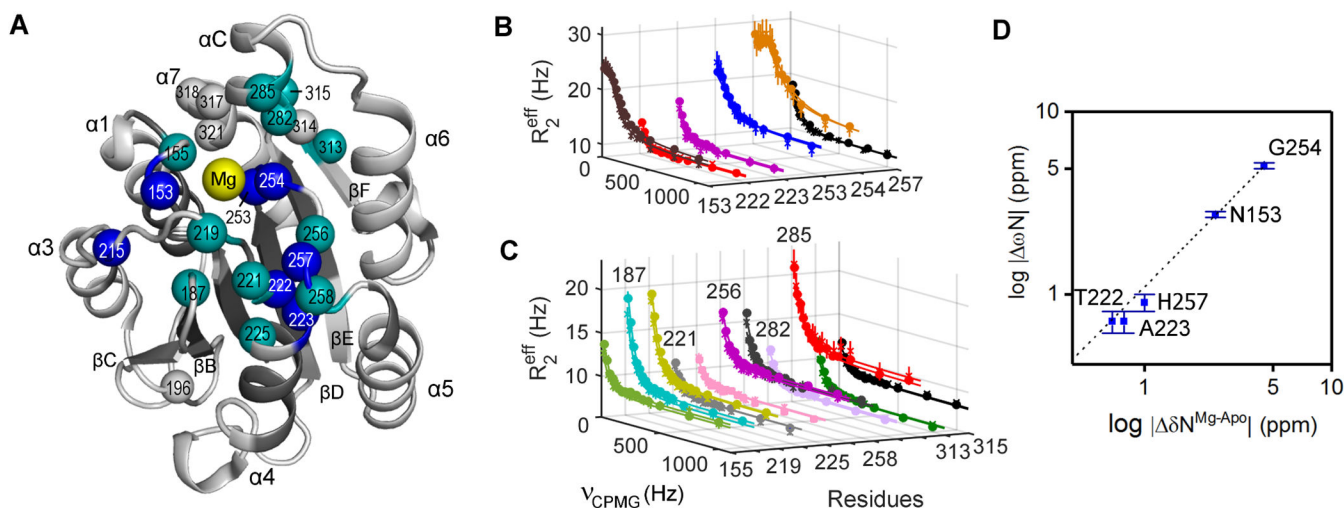 A
αC
α7
318
317
285
315
321
282
314
α1
155
313
α6
Mg
153
254
253
βF
α3
215
219
256
257
187
221
222
258
223
225
βE
βC
βB
βD
α5
196
α4
B
R₂ᵉᶠᶠ (Hz)
30
20
10
0
500
1000
153
222
223
253
254
257
C
R₂ᵉᶠᶠ (Hz)
20
15
10
5
0
500
1000
187
221
256
282
285
155
219
225
258
313
315
νCPMG (Hz)
Residues
D
log |ΔωN| (ppm)
10
5
1
G254
N153
T222
H257
A223
1
5
10
log |ΔδNᴹᵍ⁻ᴬᵖᵒ| (ppm)